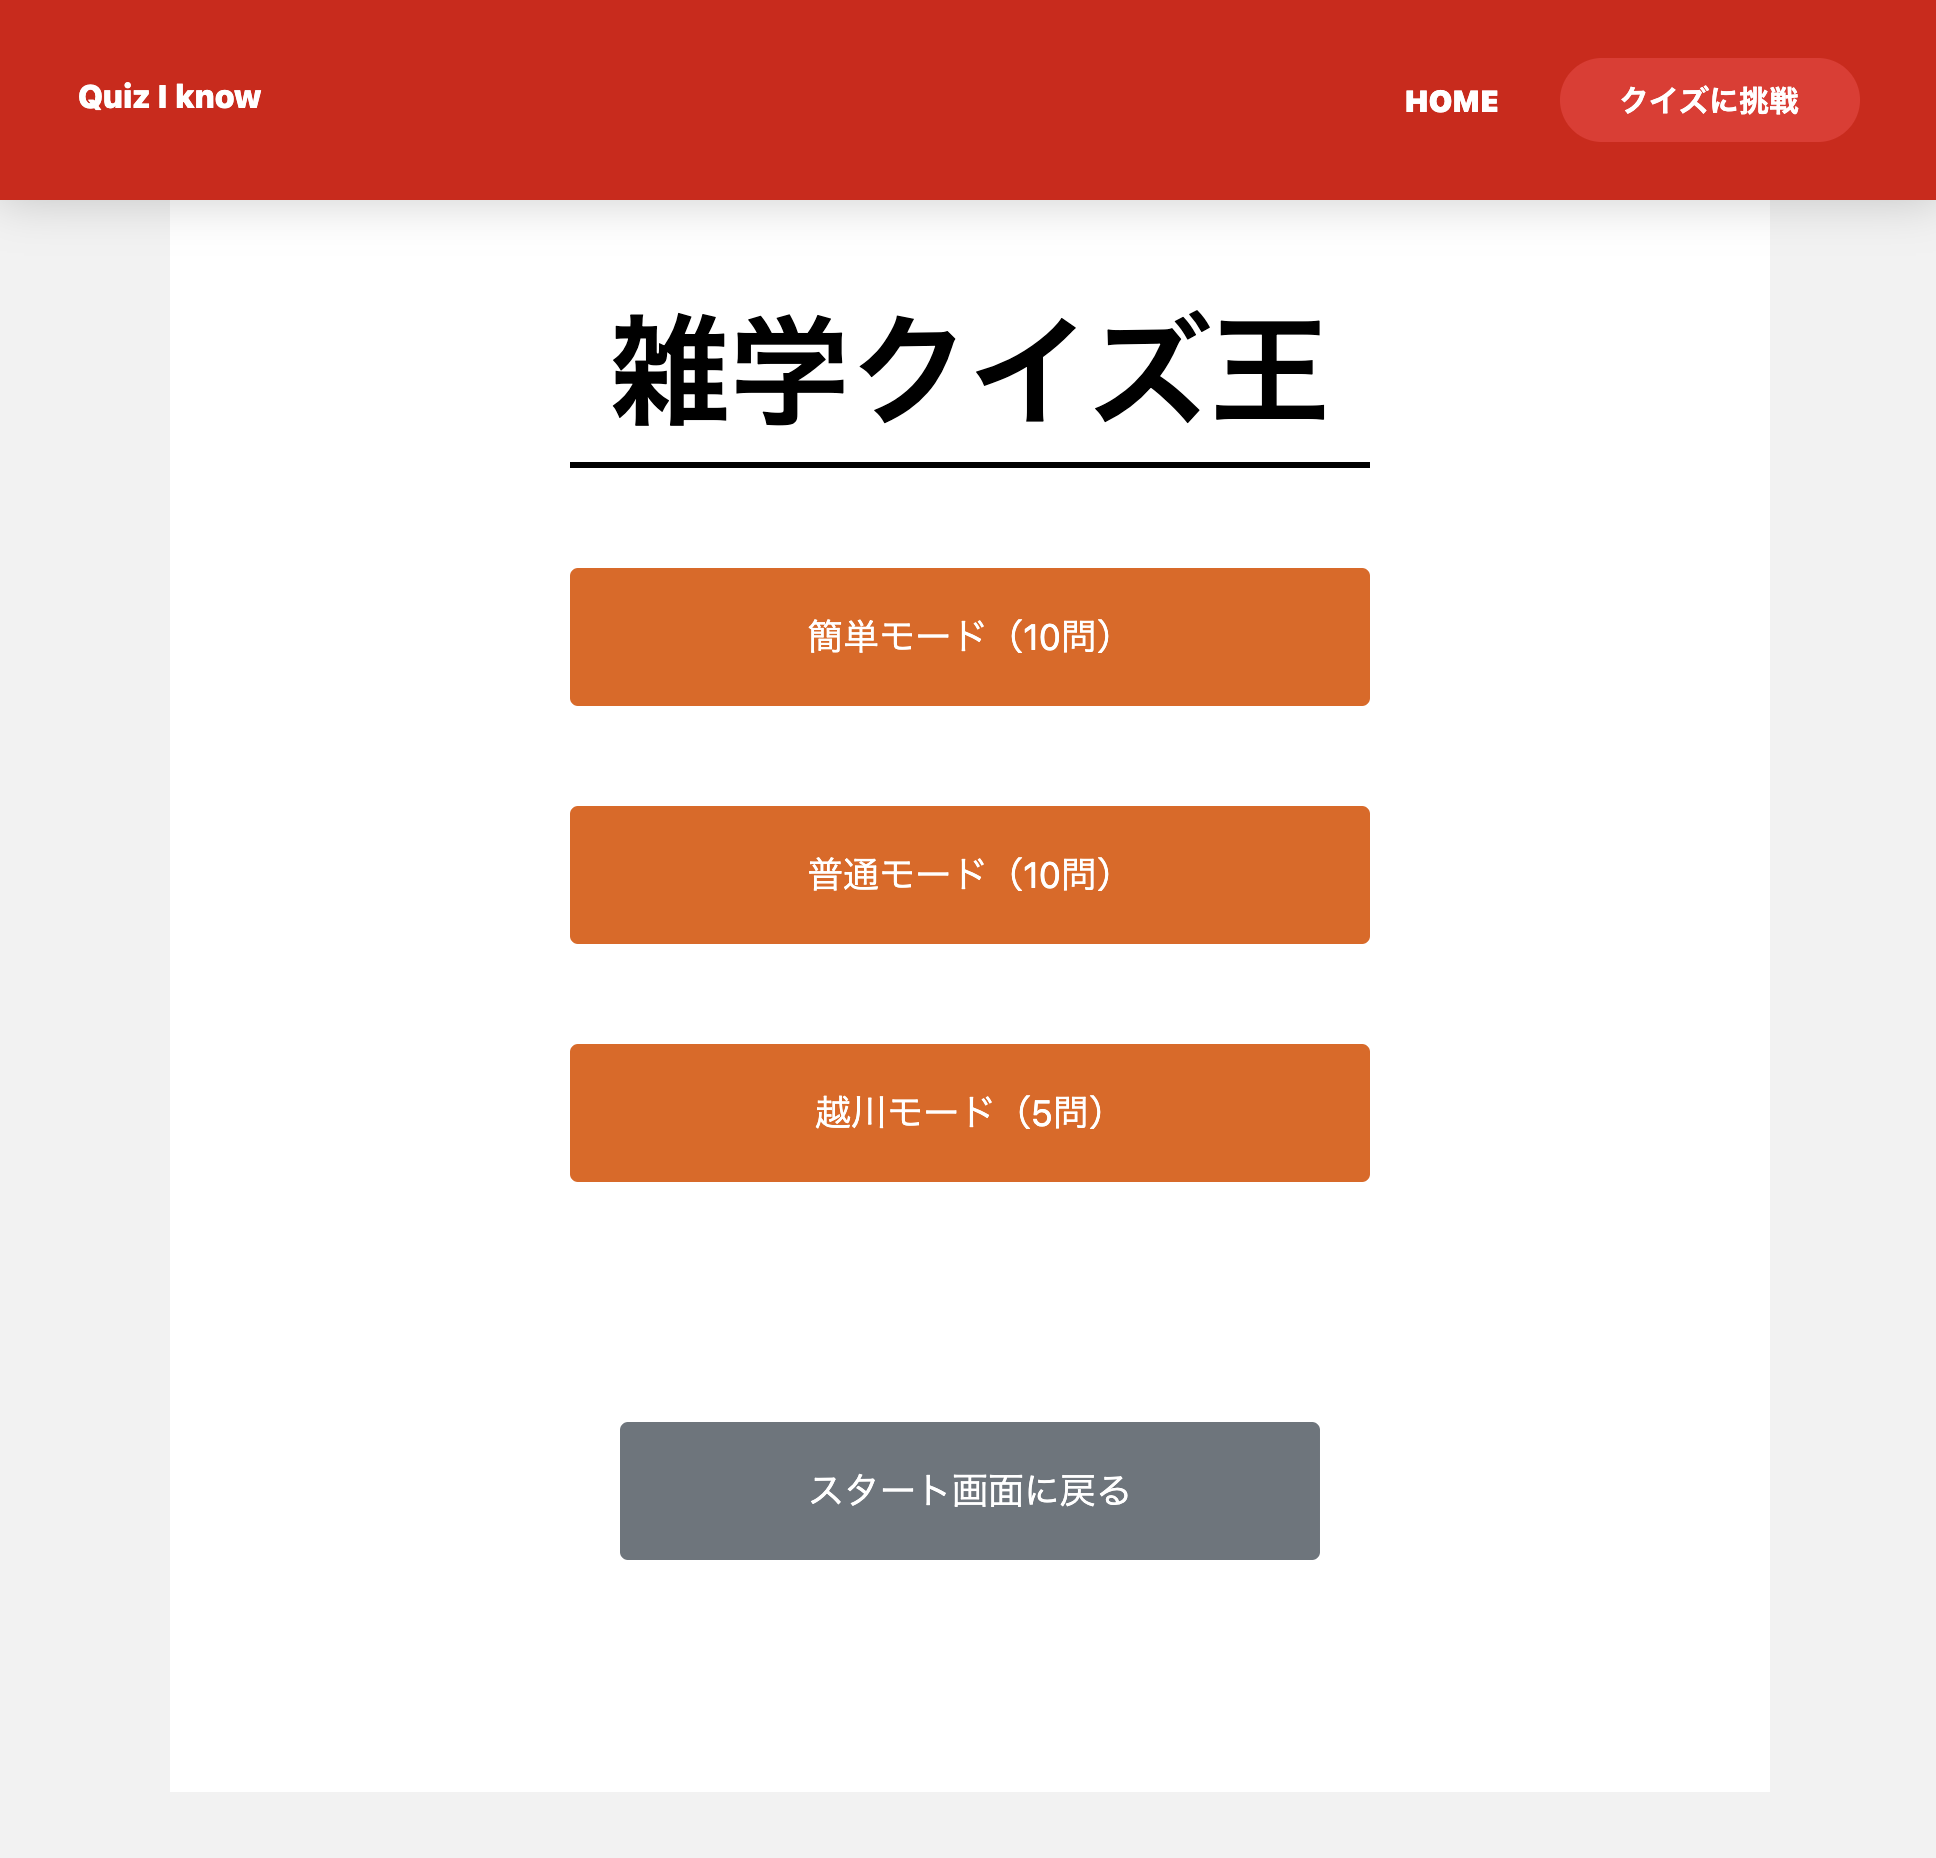 Quiz I know
HOME
クイズに挑戦
雑学クイズ王
簡単モード（10問）
普通モード（10問）
越川モード（5問）
スタート画面に戻る